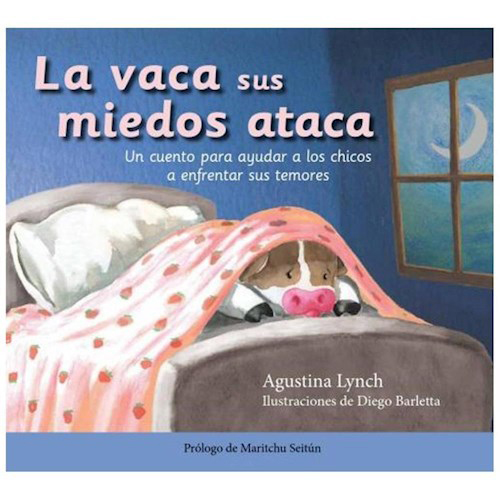 La vaca sus
miedos ataca
Un cuento para ayudar a los chicos
a enfrentar sus temores
Agustina Lynch
Ilustraciones de Diego Barletta
Prólogo de Maritchu Seitún